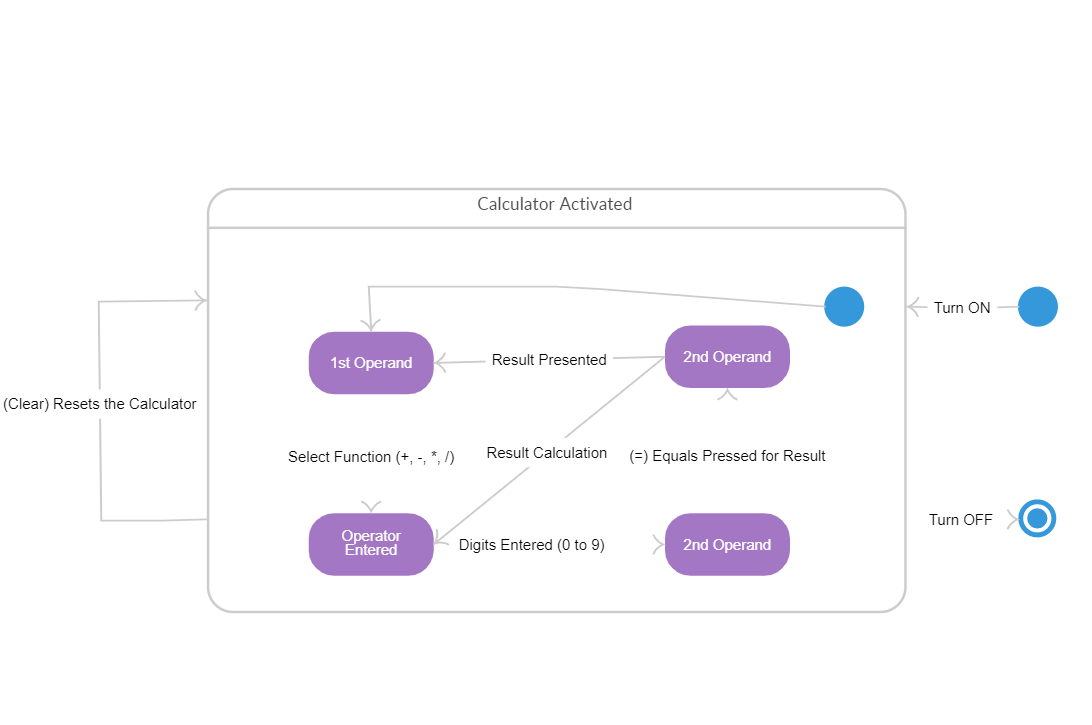 Calculator Activated
Turn ON
1st Operand
Result Presented
2nd Operand
(Clear) Resets the Calculator
Select Function (+, -, *, /)
Result Calculation
(=) Equals Pressed for Result
Operator
Entered
Digits Entered (0 to 9)
2nd Operand
Turn OFF